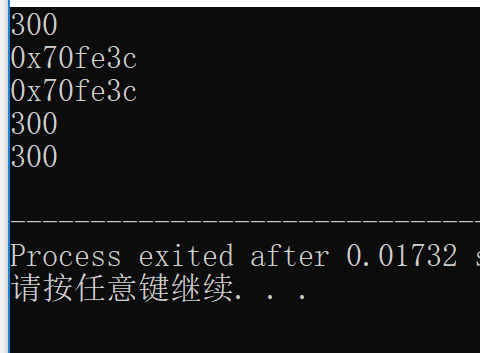 300
0x70fe3c
0x70fe3c
300
300
--------------------------------
Process exited after 0.01732 s
请按任意键继续. . .